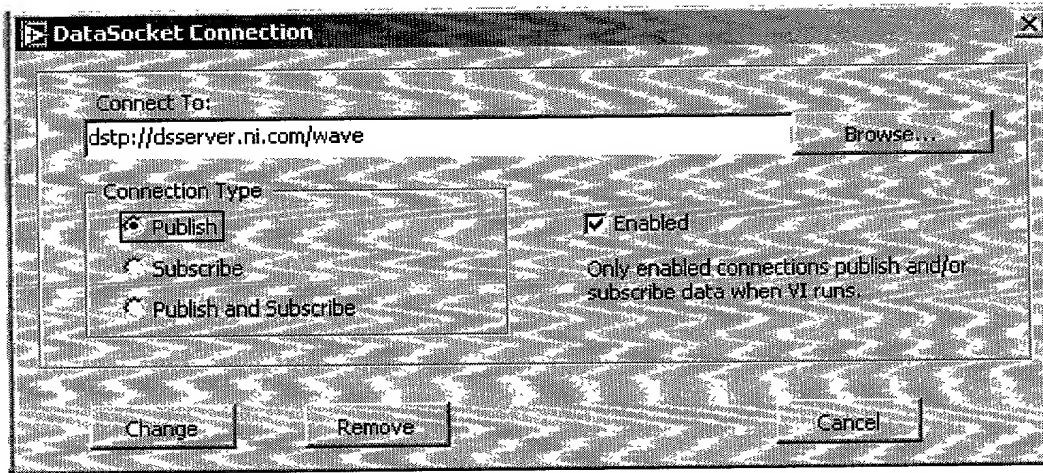 DataSocket Connection
Connect To:
dstp://dsserver.ni.com/wave
Browse...
Connection Type
Publish
Subscribe
Publish and Subscribe
Enabled
Only enabled connections publish and/or
subscribe data when VI runs.
Change
Remove
Cancel